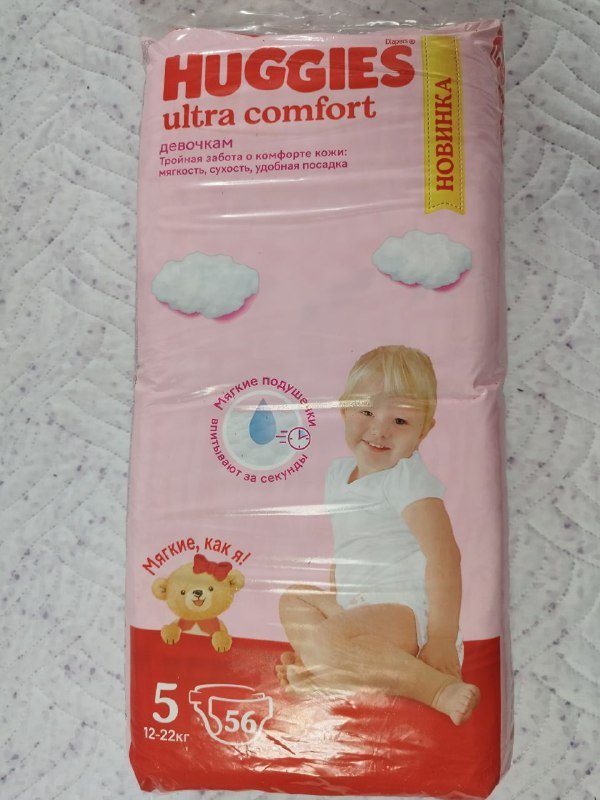 Diapers
HUGGIES
ultra comfort
НОВИНКА
девочкам
Тройная забота о комфорте кожи:
мягкость, сухость, удобная посадка
Мягкие подушечки
впитывают за секунды
Мягкие, как я!
5
56
12-22кг